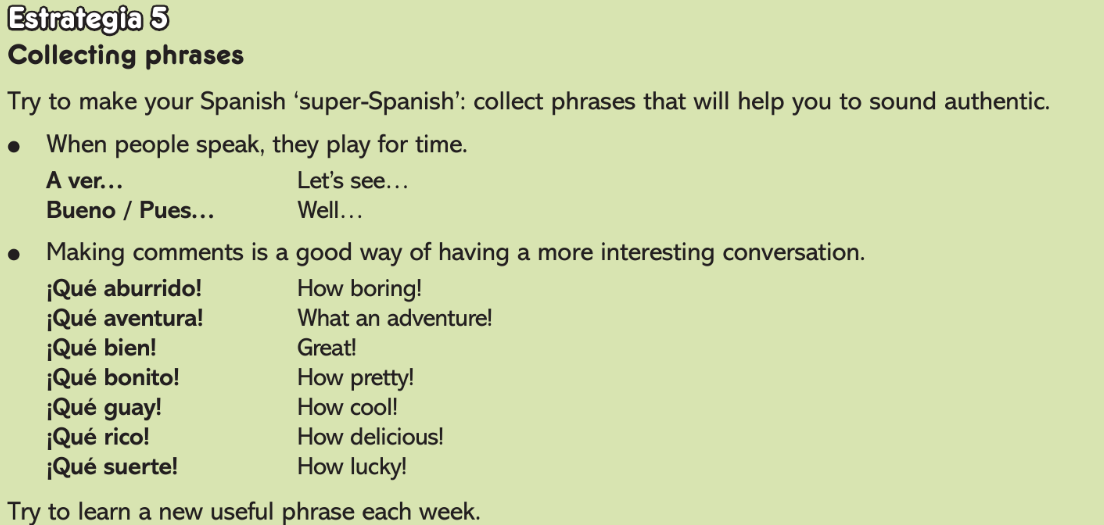 Estrategia 5
Collecting phrases
Try to make your Spanish ‘super-Spanish’: collect phrases that will help you to sound authentic.
● When people speak, they play for time.
A ver… Let’s see…
Bueno / Pues… Well…
● Making comments is a good way of having a more interesting conversation.
¡Qué aburrido! How boring!
¡Qué aventura! What an adventure!
¡Qué bien! Great!
¡Qué bonito! How pretty!
¡Qué guay! How cool!
¡Qué rico! How delicious!
¡Qué suerte! How lucky!
Try to learn a new useful phrase each week.